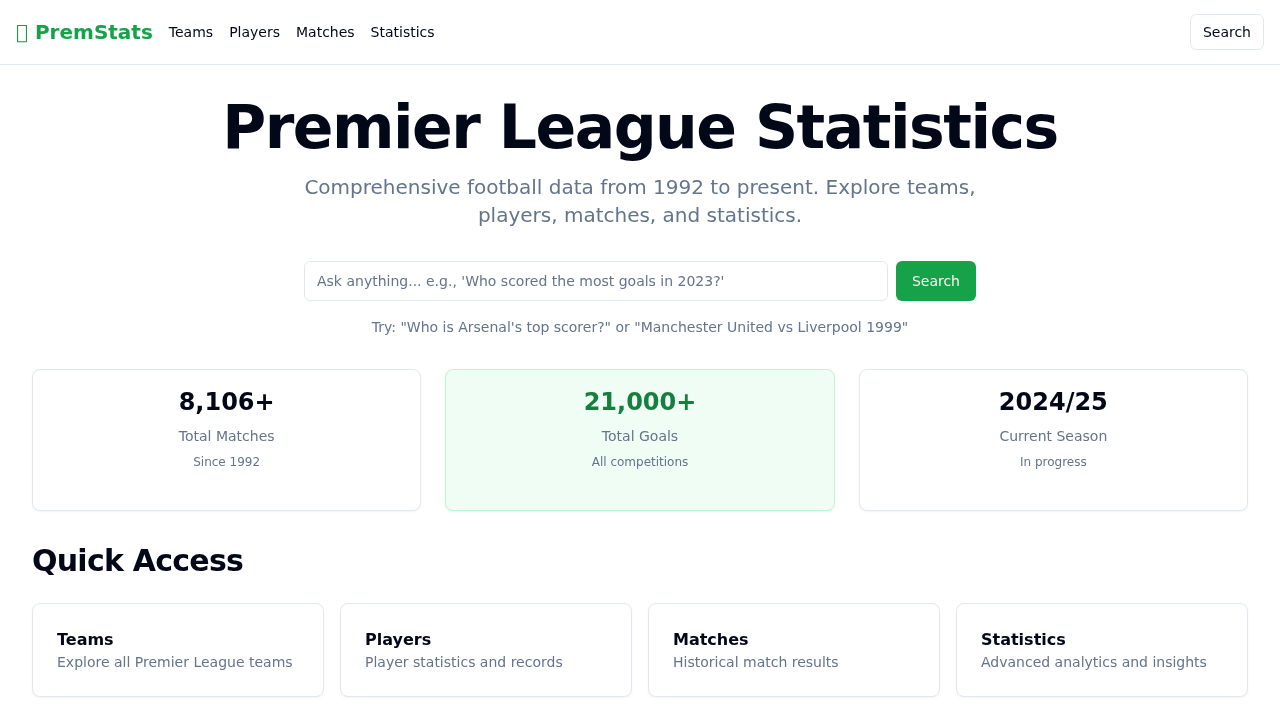 PremStats
Teams
Players
Matches
Statistics
Search
Premier League Statistics
Comprehensive football data from 1992 to present. Explore teams,
players, matches, and statistics.
Ask anything... e.g., 'Who scored the most goals in 2023?'
Search
Try: "Who is Arsenal's top scorer?" or "Manchester United vs Liverpool 1999"
8,106+
Total Matches
Since 1992
21,000+
Total Goals
All competitions
2024/25
Current Season
In progress
Quick Access
Teams
Explore all Premier League teams
Players
Player statistics and records
Matches
Historical match results
Statistics
Advanced analytics and insights